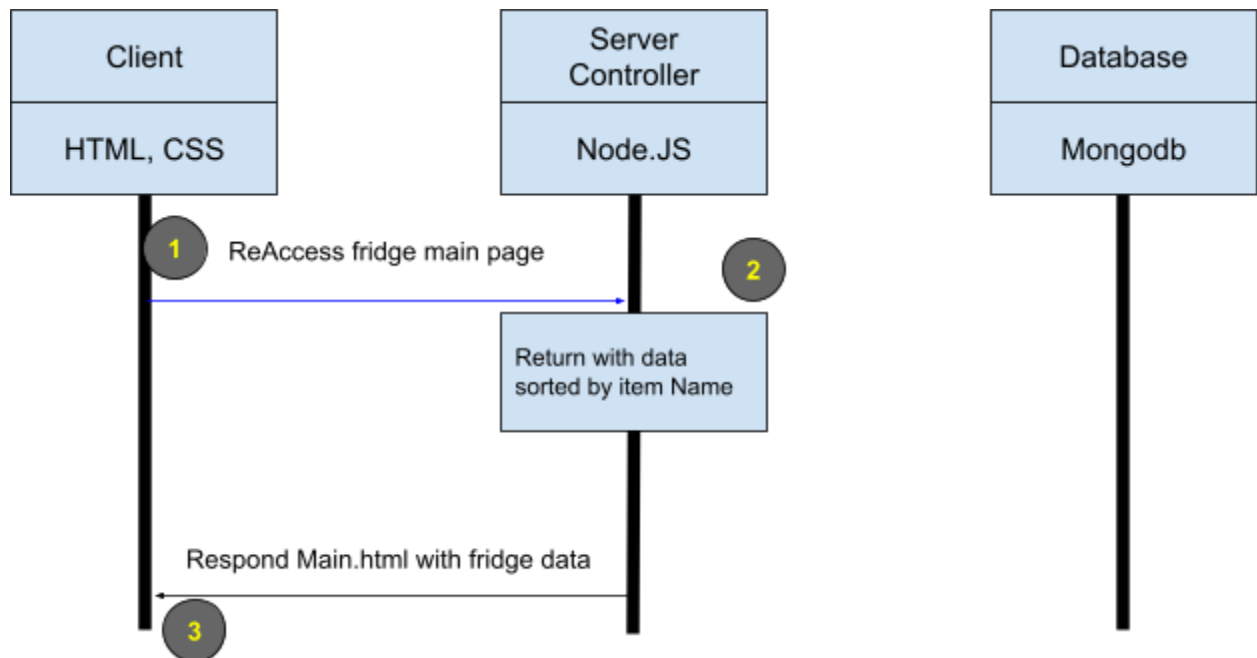 Client
Server
Controller
Database
HTML, CSS
Node.JS
Mongodb
1
ReAccess fridge main page
2
Return with data
sorted by item Name
Respond Main.html with fridge data
3